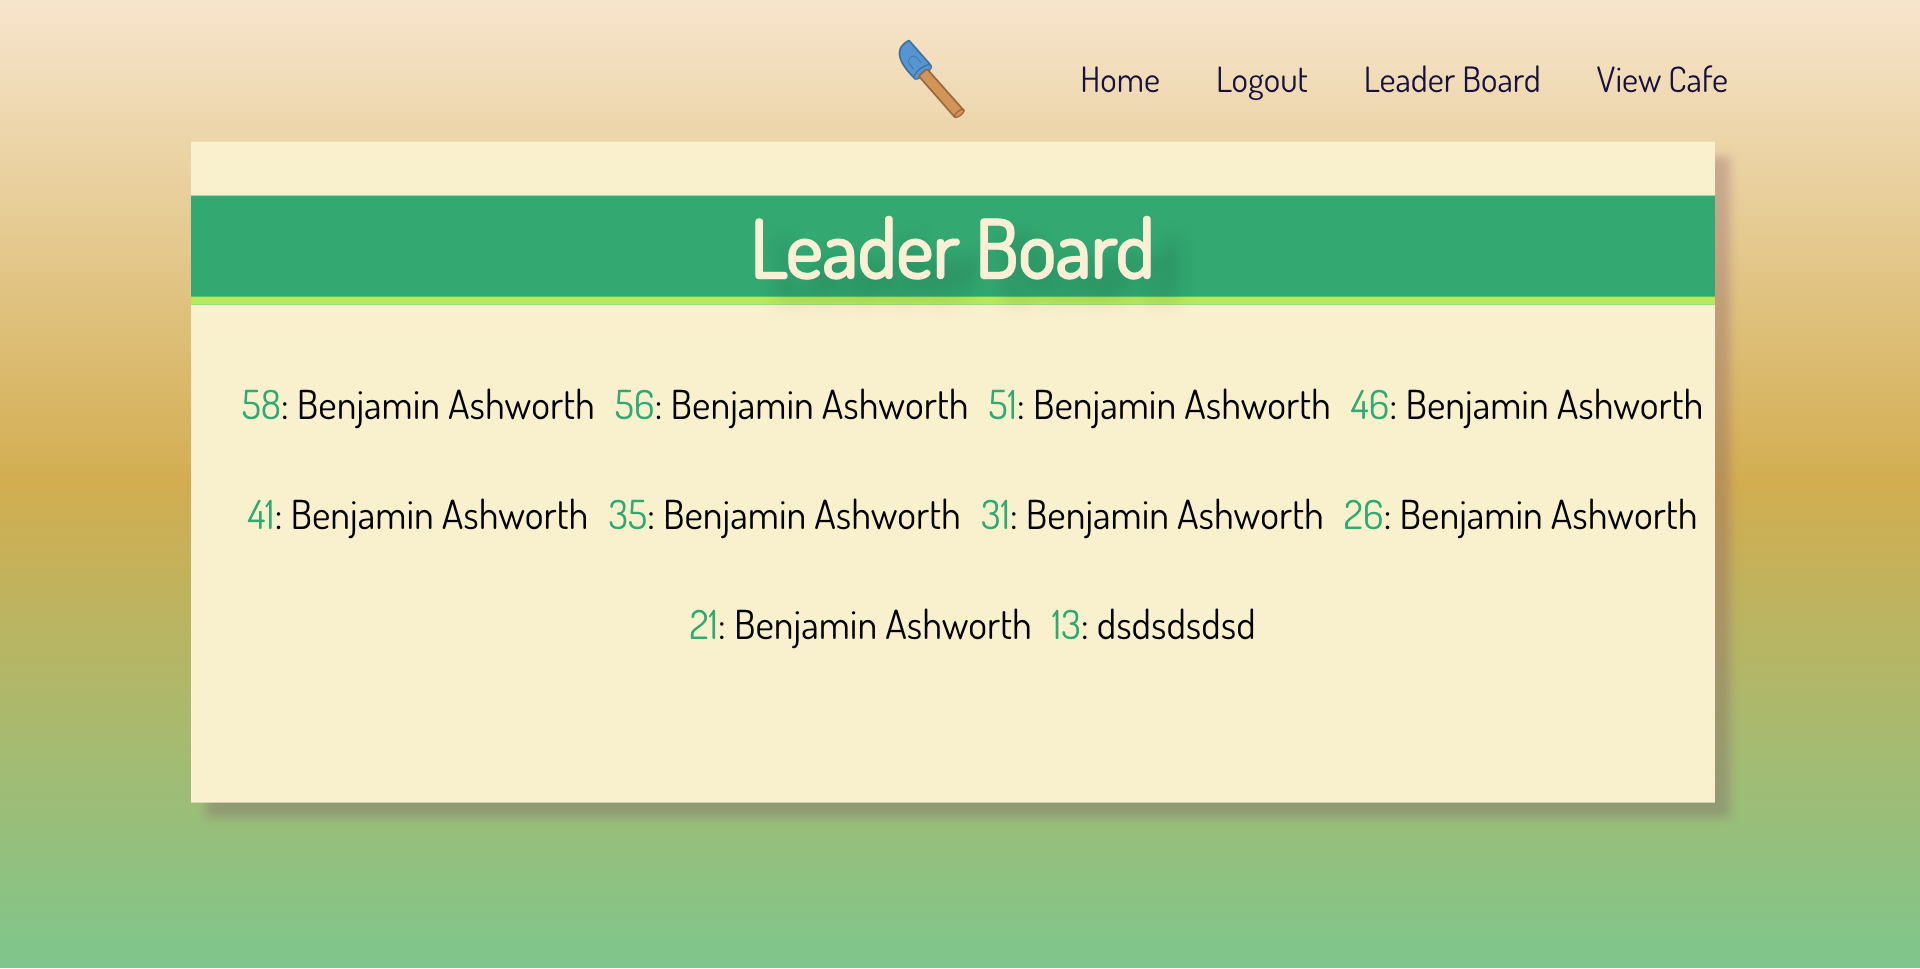 Home Logout Leader Board View Cafe
Leader Board
58: Benjamin Ashworth 56: Benjamin Ashworth 51: Benjamin Ashworth 46: Benjamin Ashworth
41: Benjamin Ashworth 35: Benjamin Ashworth 31: Benjamin Ashworth 26: Benjamin Ashworth
21: Benjamin Ashworth 13: dsdsdsdsd